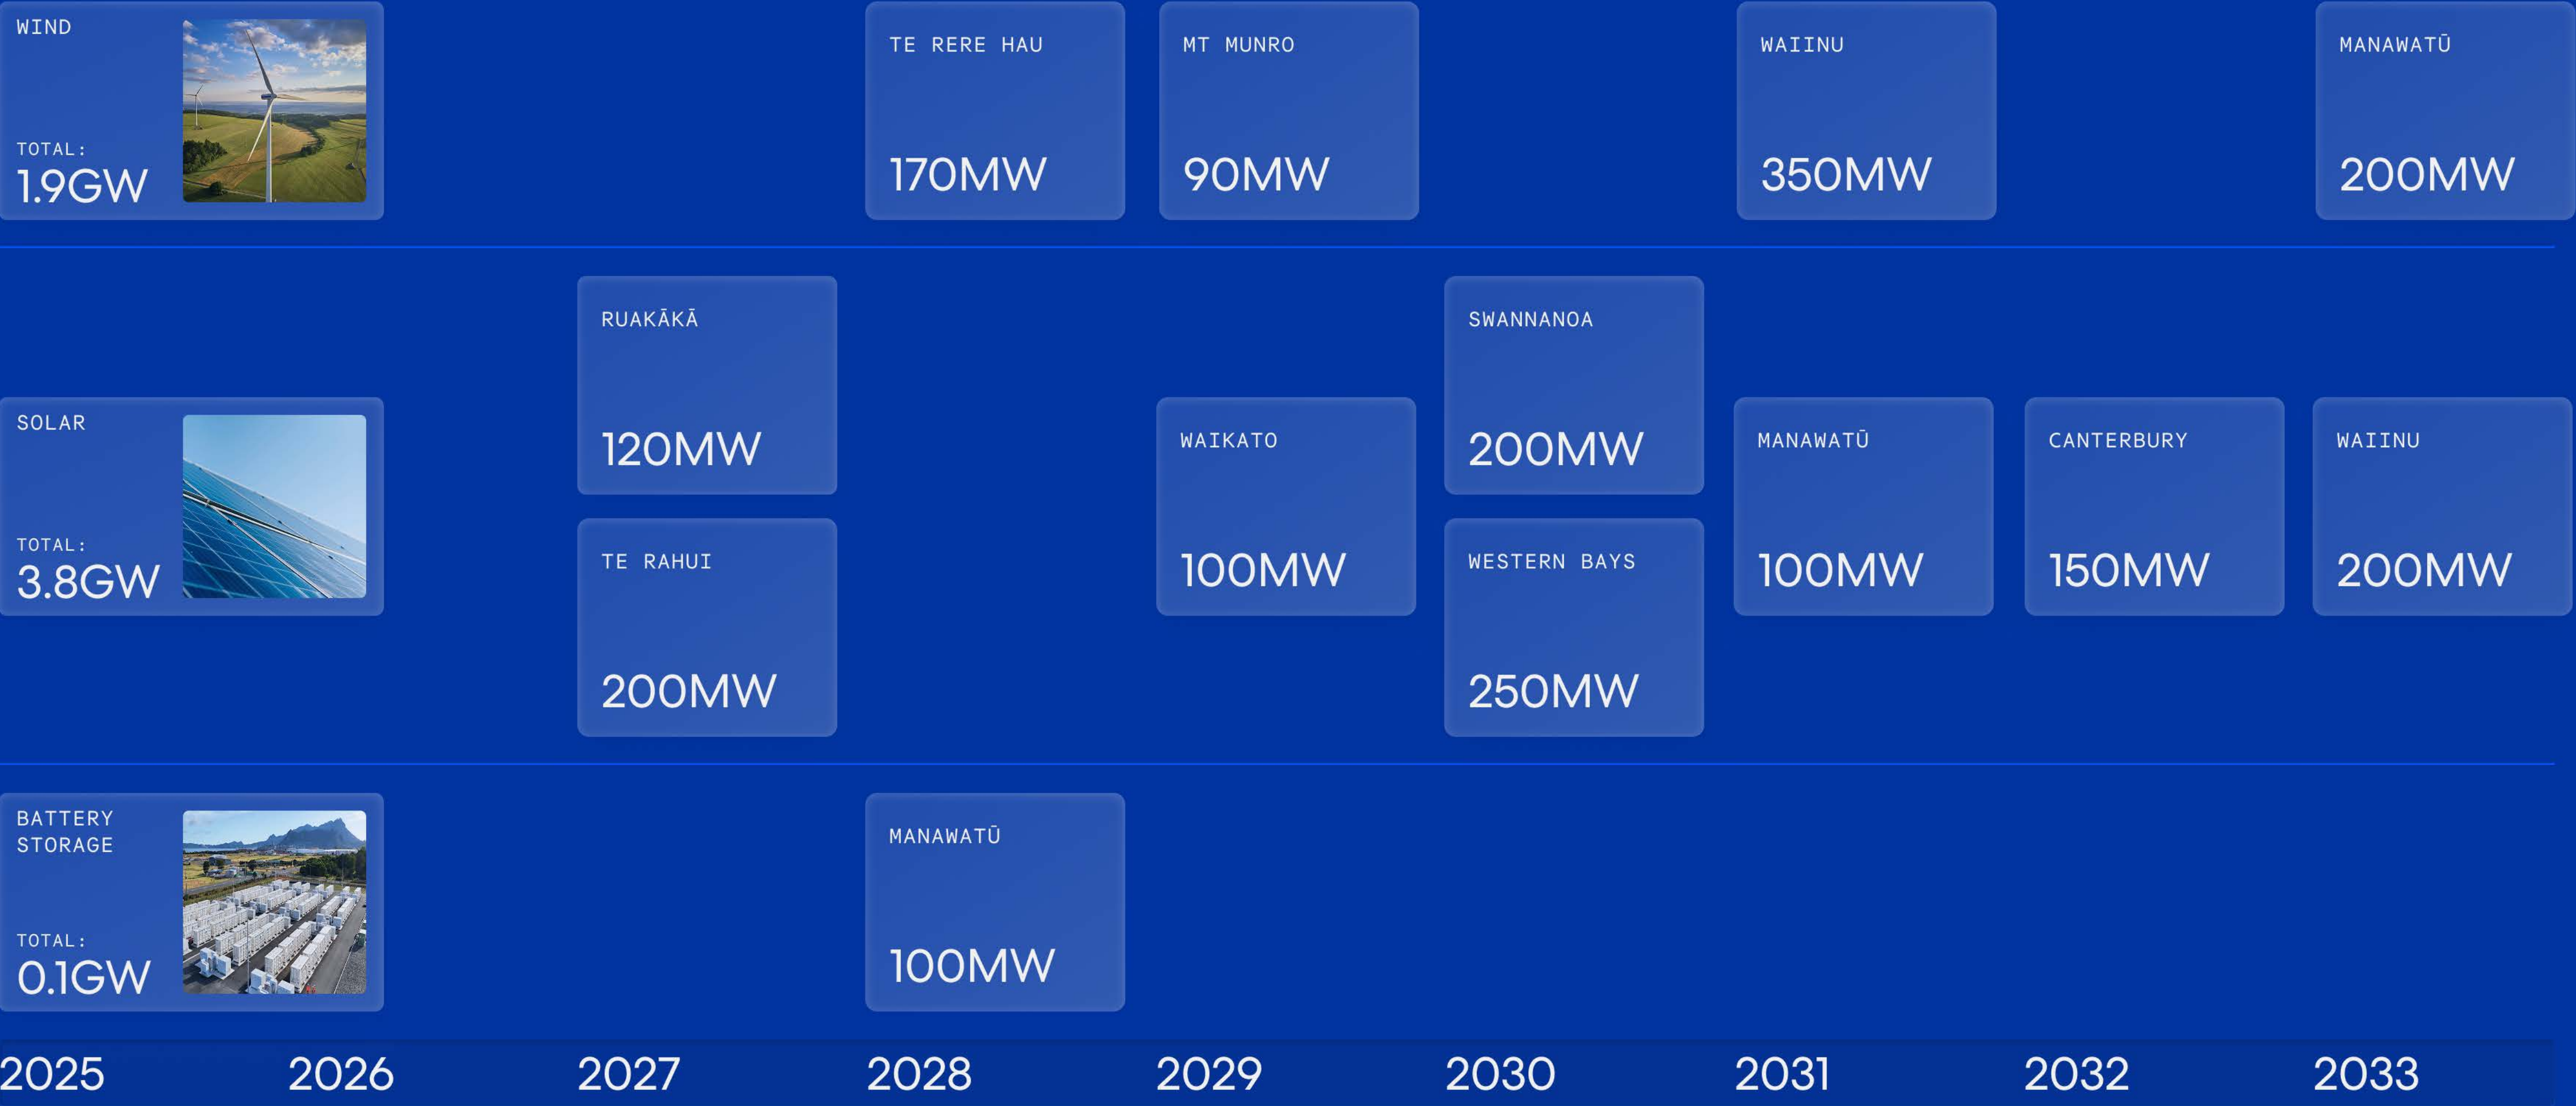 WIND
TOTAL:
1.9GW
TE RERE HAU
170MW
MT MUNRO
90MW
WAIINU
350MW
MANAWATŪ
200MW
SOLAR
TOTAL:
3.8GW
RUAKĀKĀ
120MW
TE RAHUI
200MW
WAIKATO
100MW
SWANNANOA
200MW
WESTERN BAYS
250MW
MANAWATŪ
100MW
CANTERBURY
150MW
WAIINU
200MW
BATTERY
STORAGE
TOTAL:
0.1GW
MANAWATŪ
100MW
2025 2026 2027 2028 2029 2030 2031 2032 2033